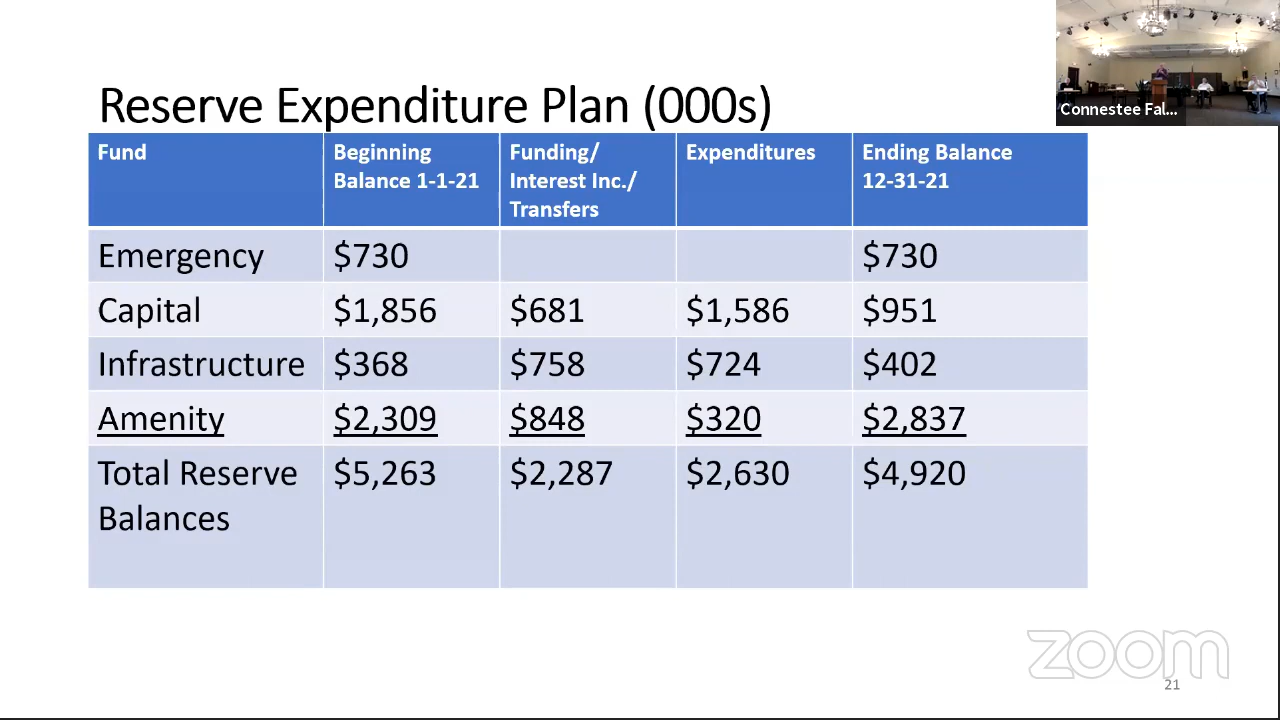 Reserve Expenditure Plan (000s)
Connestee Fal...
Fund Beginning Balance 1-1-21 Funding/ Interest Inc./ Transfers Expenditures Ending Balance 12-31-21
Emergency $730 $730
Capital $1,856 $681 $1,586 $951
Infrastructure $368 $758 $724 $402
Amenity $2,309 $848 $320 $2,837
Total Reserve Balances $5,263 $2,287 $2,630 $4,920
zoom
21